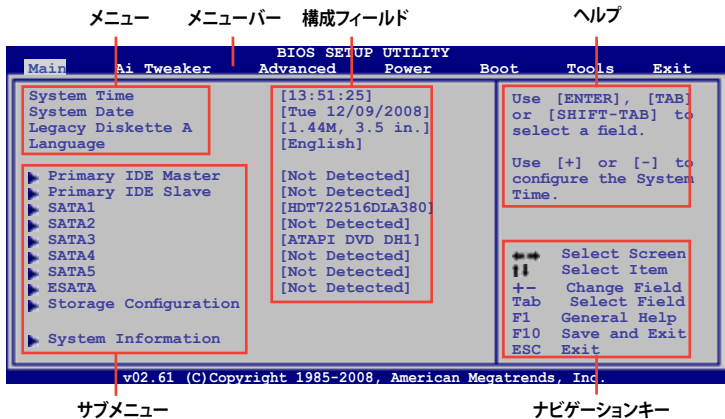 メニュー メニューバー 構成フィールド ヘルプ
BIOS SETUP UTILITY
Main Ai Tweaker Advanced Power Boot Tools Exit
System Time [13:51:25]
System Date [Tue 12/09/2008]
Legacy Diskette A [1.44M, 3.5 in.]
Language [English]
Primary IDE Master [Not Detected]
Primary IDE Slave [Not Detected]
SATA1 [HDT722516DLA380]
SATA2 [Not Detected]
SATA3 [ATAPI DVD DH1]
SATA4 [Not Detected]
SATA5 [Not Detected]
ESATA [Not Detected]
Storage Configuration
System Information
Use [ENTER], [TAB]
or [SHIFT-TAB] to
select a field.
Use [+] or [-] to
configure the System
Time.
Select Screen
Select Item
+- Change Field
Tab Select Field
F1 General Help
F10 Save and Exit
ESC Exit
v02.61 (C)Copyright 1985-2008, American Megatrends, Inc.
サブメニュー ナビゲーションキー